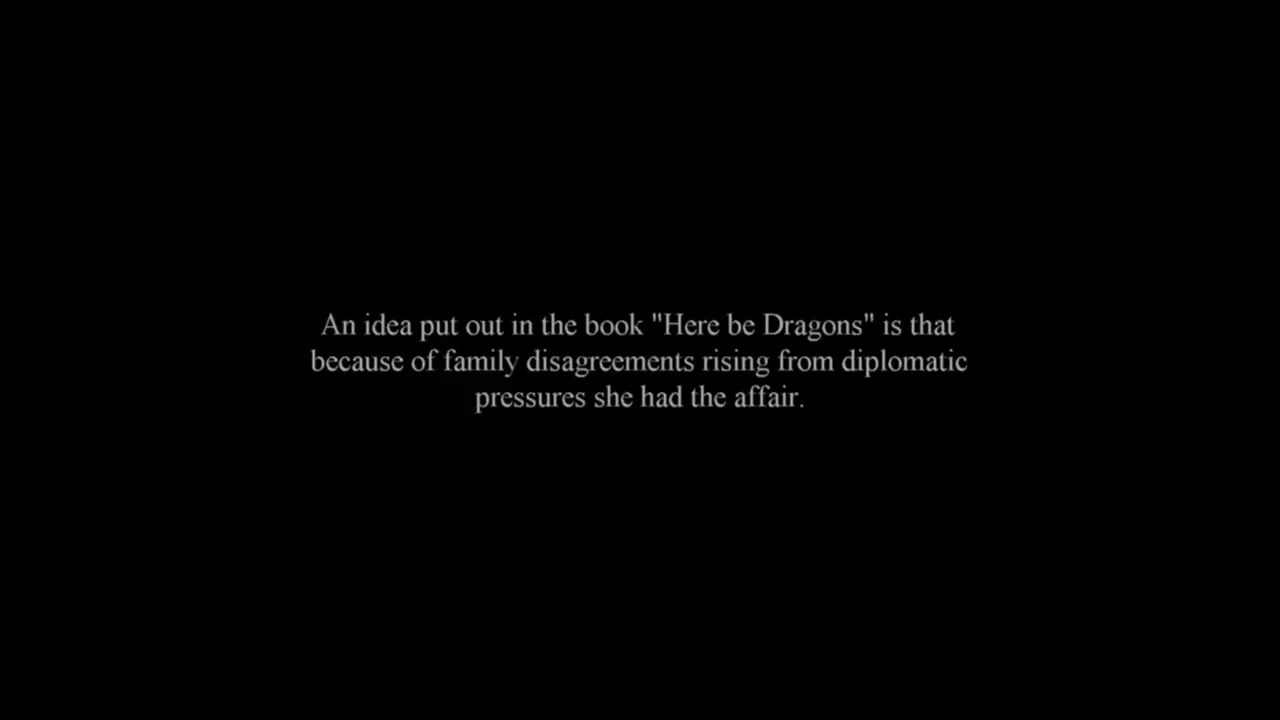 An idea put out in the book "Here be Dragons" is that
because of family disagreements rising from diplomatic
pressures she had the affair.